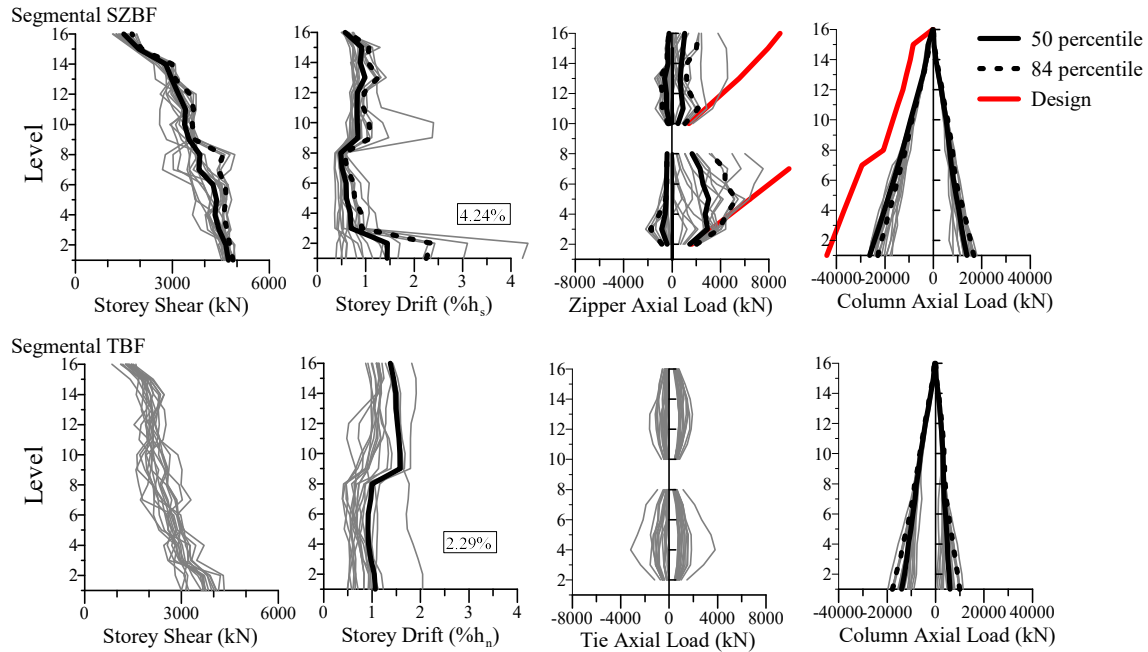 Segmental SZBF
Level
16
14
12
10
8
6
4
2
0 3000 6000
Storey Shear (kN)
16
14
12
10
8
6
4
2
4.24%
0 1 2 3 4
Storey Drift (%hs)
16
14
12
10
8
6
4
2
-8000 -4000 0 4000 8000
Zipper Axial Load (kN)
16
14
12
10
8
6
4
2
-40000 -20000 0 20000 40000
Column Axial Load (kN)
50 percentile
84 percentile
Design
Segmental TBF
Level
16
14
12
10
8
6
4
2
0 3000 6000
Storey Shear (kN)
16
14
12
10
8
6
4
2
2.29%
0 1 2 3 4
Storey Drift (%hn)
16
14
12
10
8
6
4
2
-8000 -4000 0 4000 8000
Tie Axial Load (kN)
16
14
12
10
8
6
4
2
-40000 -20000 0 20000 40000
Column Axial Load (kN)